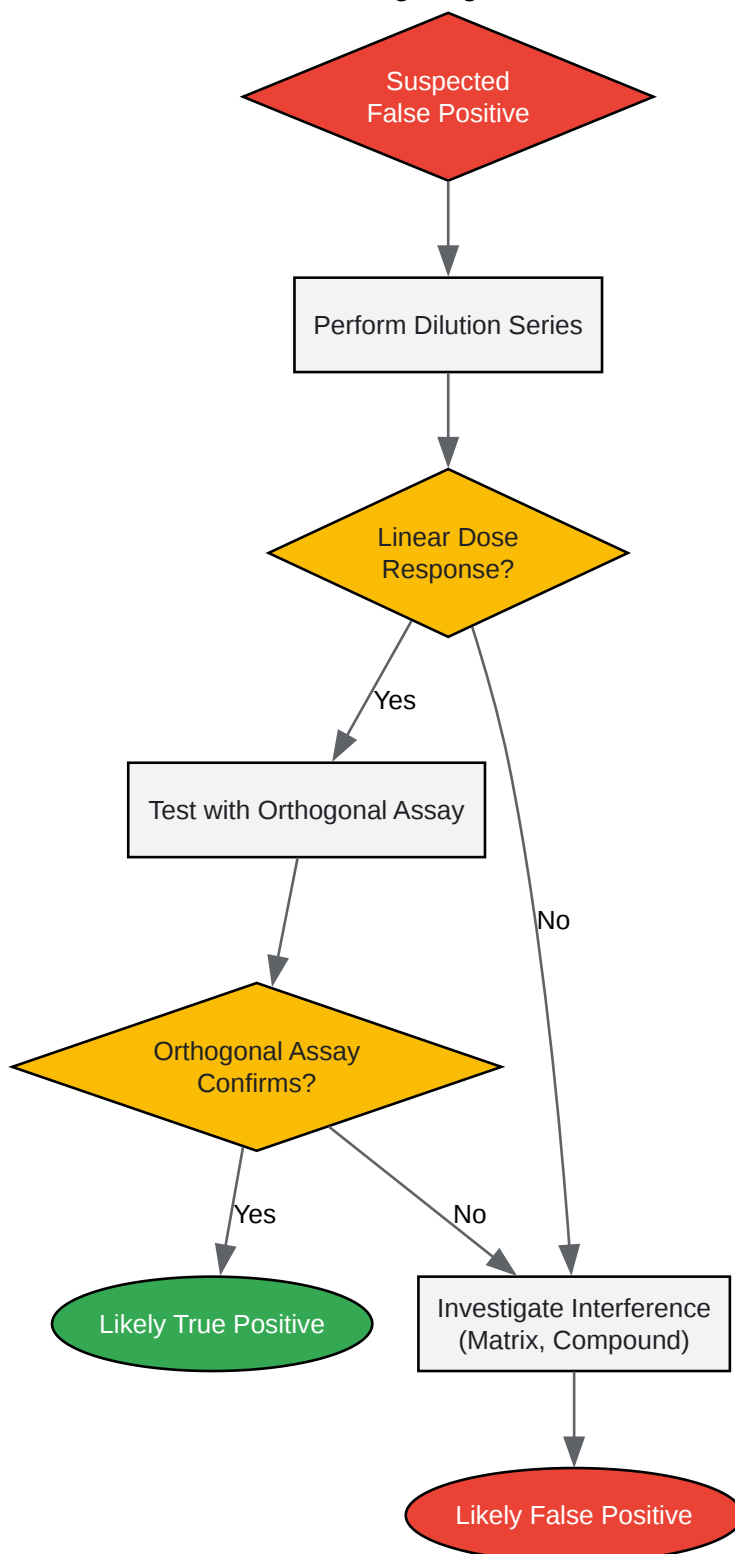 Suspected
False Positive
Perform Dilution Series
Linear Dose
Response?
Yes
Test with Orthogonal Assay
No
Orthogonal Assay
Confirms?
Yes
No
Likely True Positive
Investigate Interference
(Matrix, Compound)
Likely False Positive